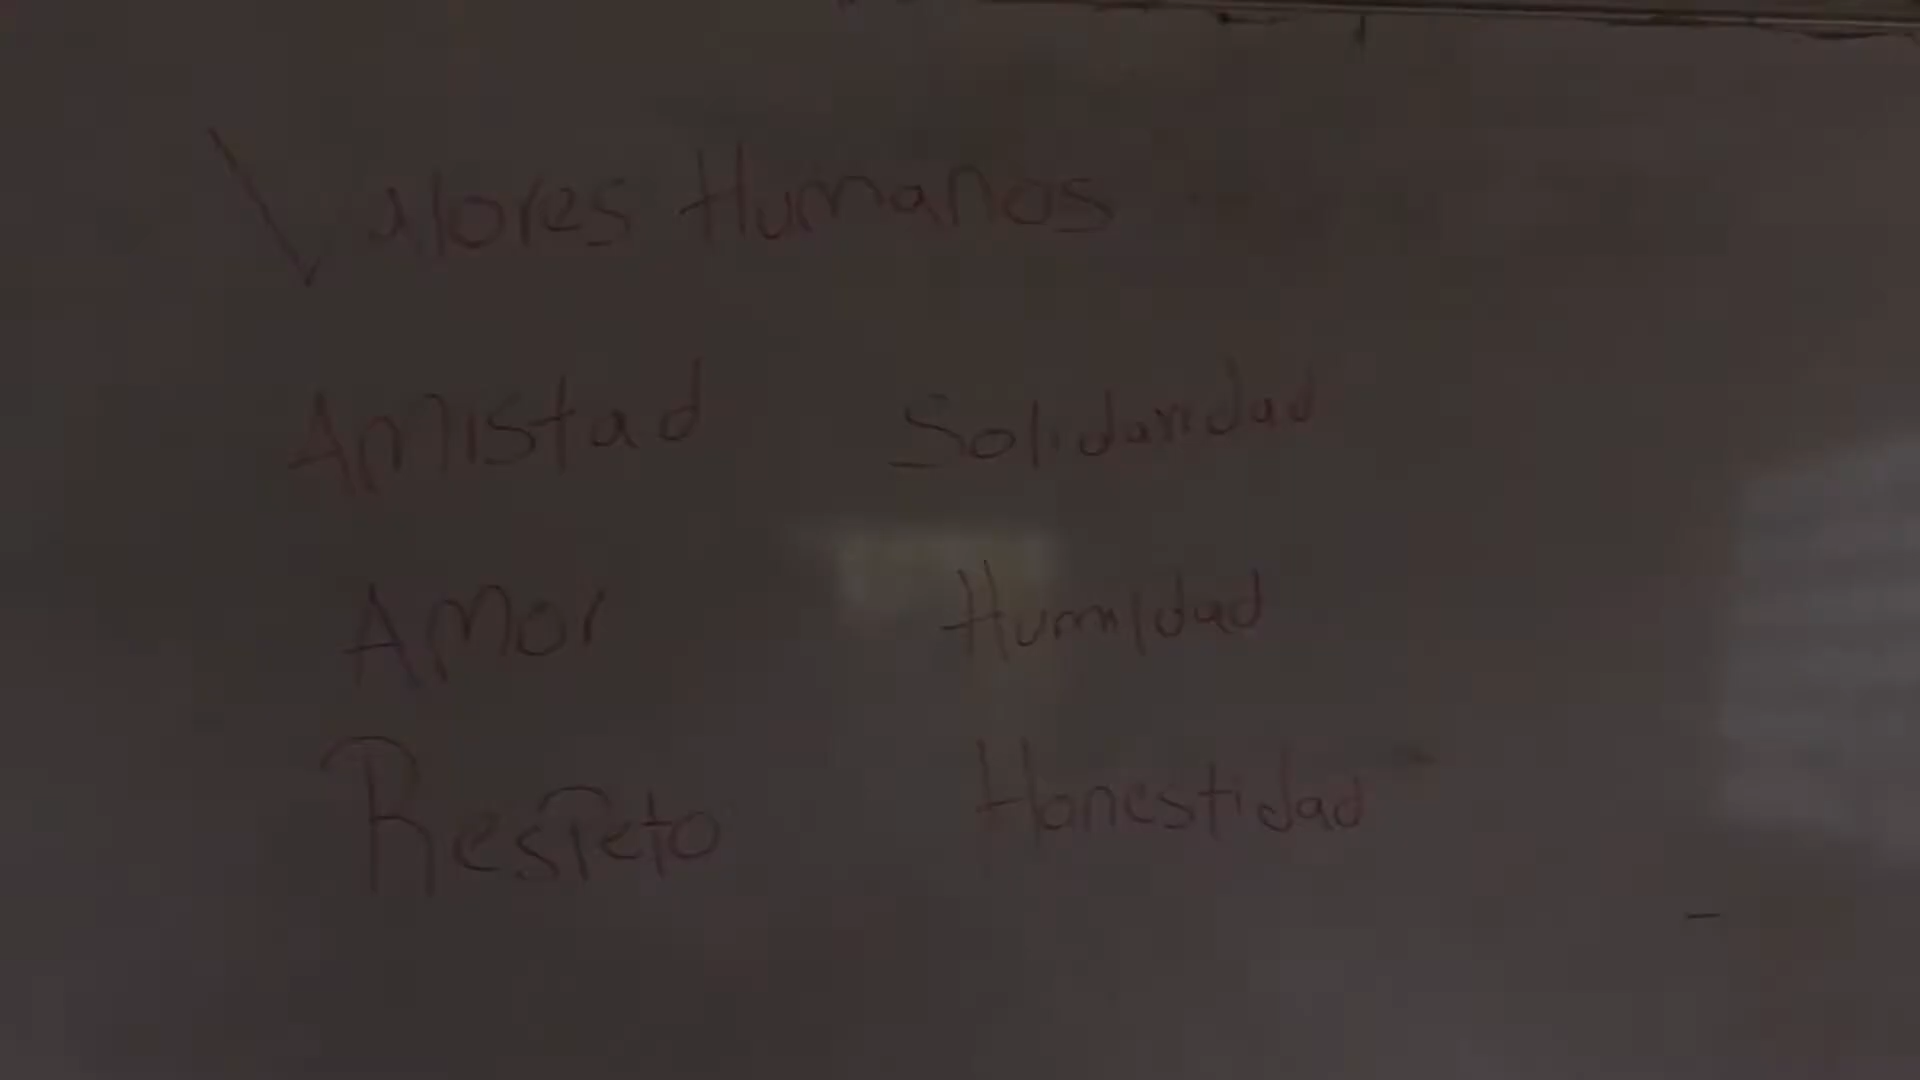 Valores Humanos
Amistad Solidaridad
Amor Humildad
Respeto Honestidad